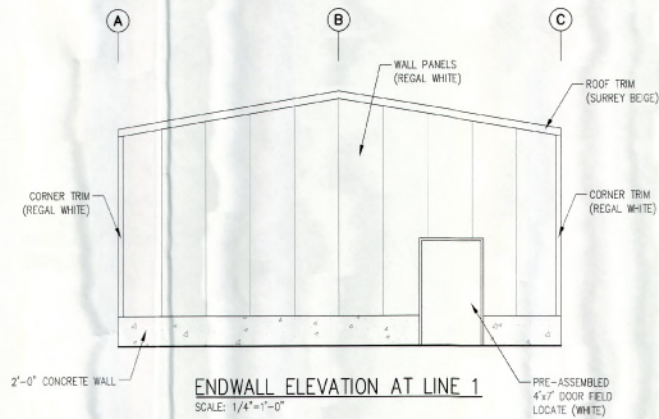 A
B
C
WALL PANELS
(REGAL WHITE)
ROOF TRIM
(SURREY BEIGE)
CORNER TRIM
(REGAL WHITE)
CORNER TRIM
(REGAL WHITE)
2'-0" CONCRETE WALL
ENDWALL ELEVATION AT LINE 1
SCALE: 1/4"=1'-0"
PRE-ASSEMBLED
4'x7' DOOR FIELD
LOCATE (WHITE)